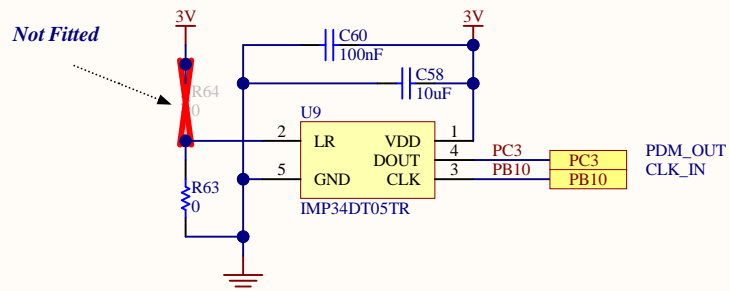 3V
3V
Not Fitted
C60
100nF
C58
10uF
R64
0
U9
2 LR VDD 1
DOUT 4 PC3 PC3 PDM_OUT
5 GND CLK 3 PB10 PB10 CLK_IN
R63
0
IMP34DT05TR